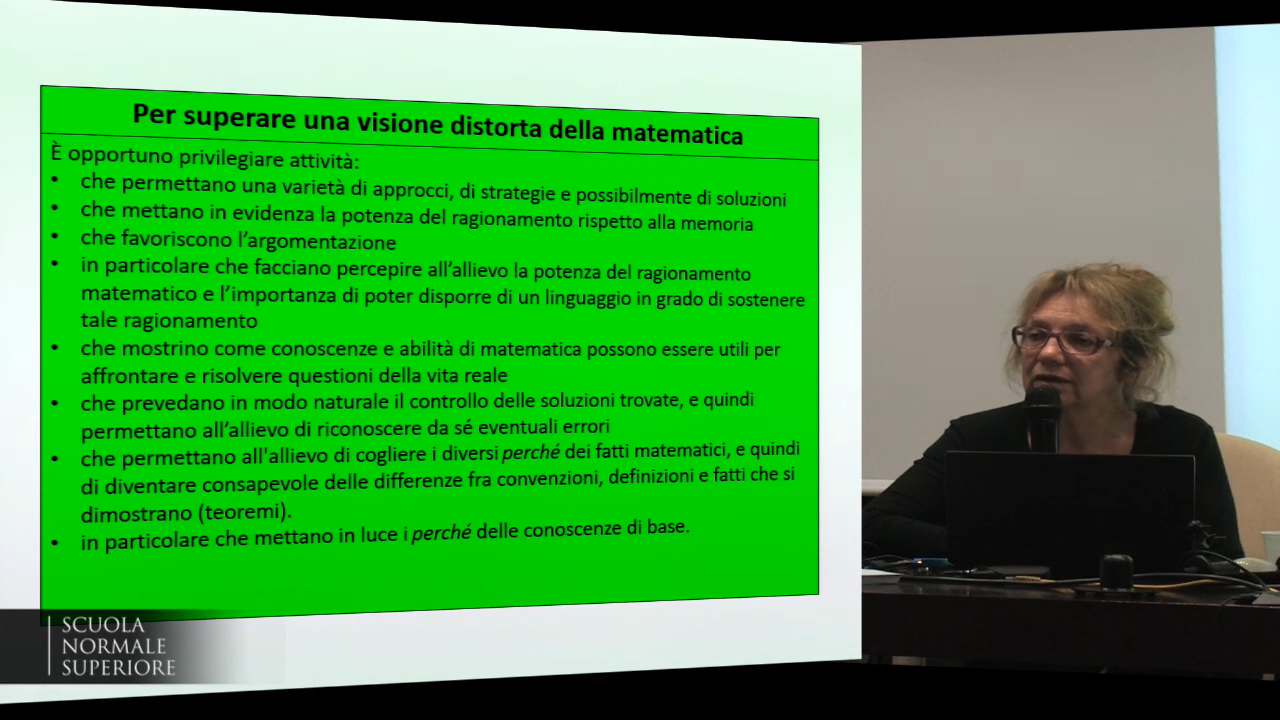 Per superare una visione distorta della matematica
È opportuno privilegiare attività:
• che permettano una varietà di approcci, di strategie e possibilmente di soluzioni
• che mettano in evidenza la potenza del ragionamento rispetto alla memoria
• che favoriscono l'argomentazione
• in particolare che facciano percepire all'allievo la potenza del ragionamento
matematico e l'importanza di poter disporre di un linguaggio in grado di sostenere
tale ragionamento
• che mostrino come conoscenze e abilità di matematica possono essere utili per
affrontare e risolvere questioni della vita reale
• che prevedano in modo naturale il controllo delle soluzioni trovate, e quindi
permettano all'allievo di riconoscere da sé eventuali errori
• che permettano all'allievo di cogliere i diversi perché dei fatti matematici, e quindi
di diventare consapevole delle differenze fra convenzioni, definizioni e fatti che si
dimostrano (teoremi).
• in particolare che mettano in luce i perché delle conoscenze di base.
SCUOLA
NORMALE
SUPERIORE